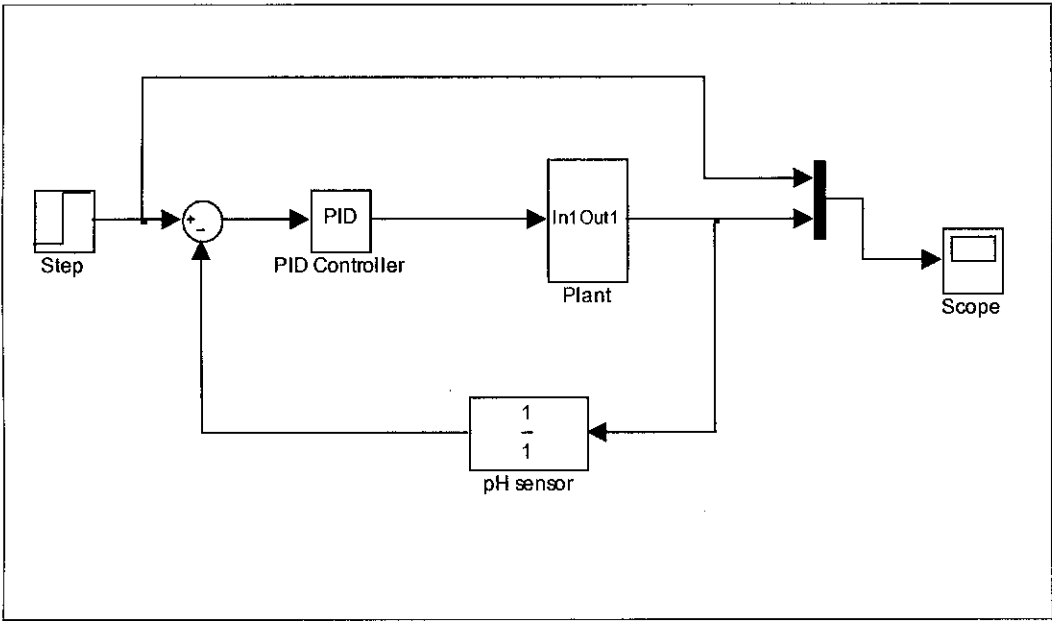 Step
+
−
PID
PID Controller
In1 Out1
Plant
Scope
1
1
pH sensor